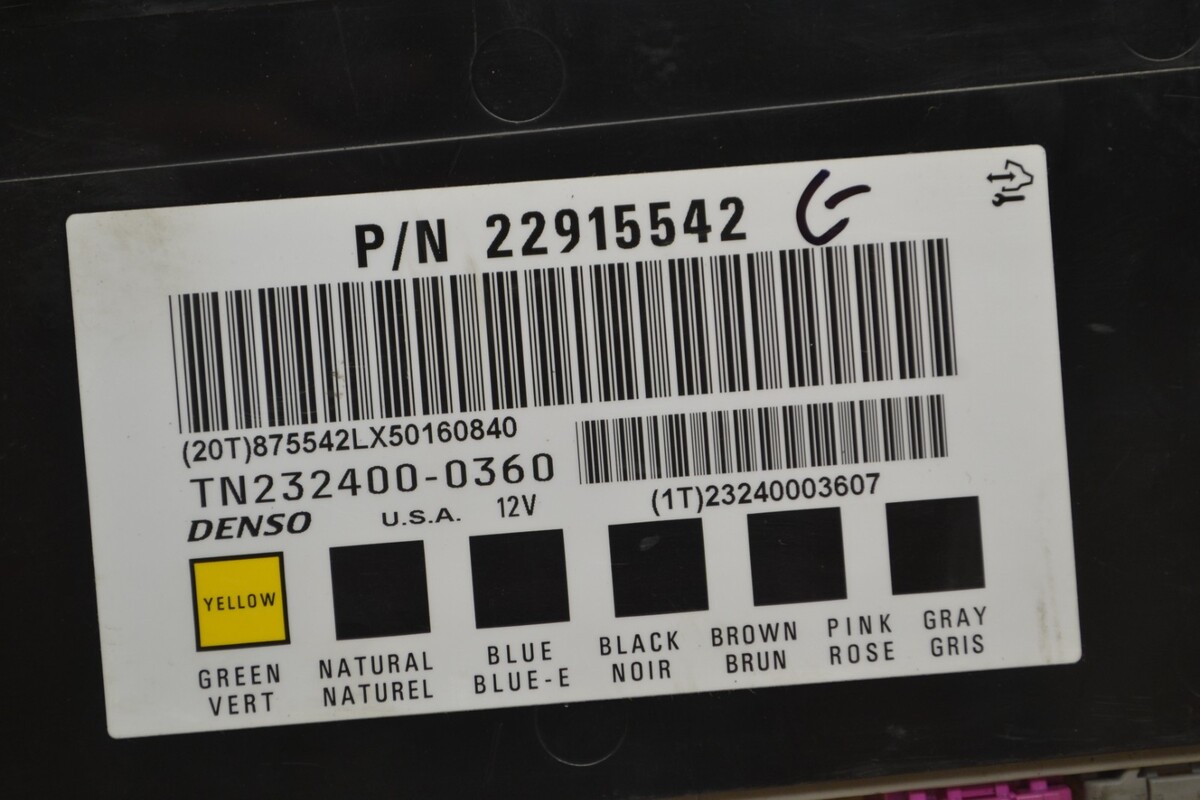 P/N 22915542
(20T)875542LX50160840
TN232400-0360
(1T)23240003607
DENSO U.S.A. 12V
YELLOW
GREEN NATURAL BLUE BLACK BROWN PINK GRAY
VERT NATUREL BLUE-E NOIR BRUN ROSE GRIS